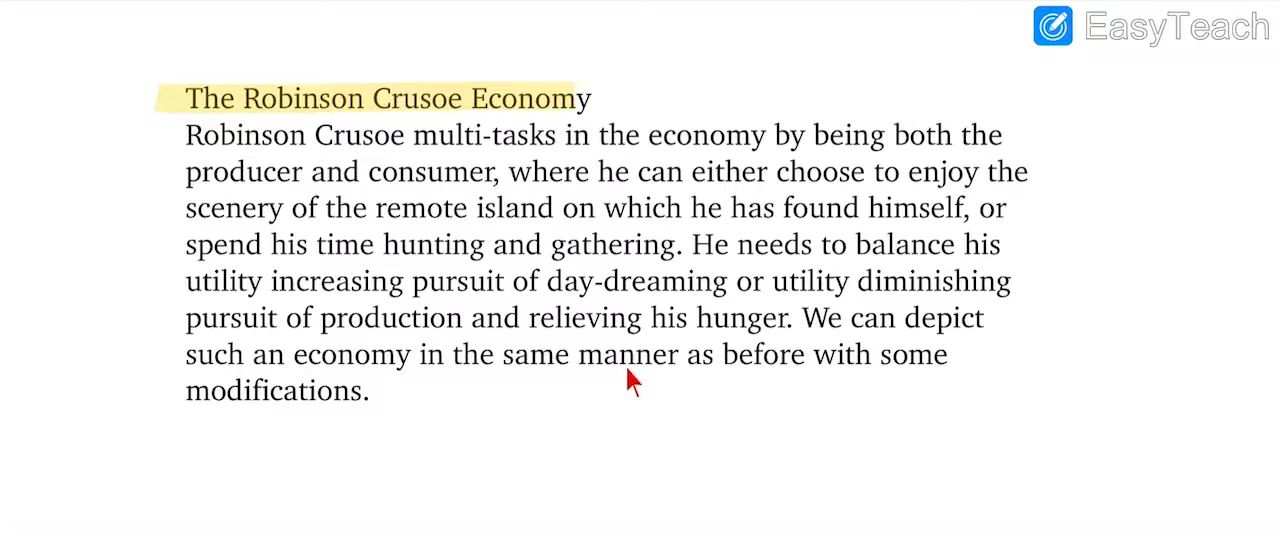 EasyTeach
The Robinson Crusoe Economy
Robinson Crusoe multi-tasks in the economy by being both the
producer and consumer, where he can either choose to enjoy the
scenery of the remote island on which he has found himself, or
spend his time hunting and gathering. He needs to balance his
utility increasing pursuit of day-dreaming or utility diminishing
pursuit of production and relieving his hunger. We can depict
such an economy in the same manner as before with some
modifications.